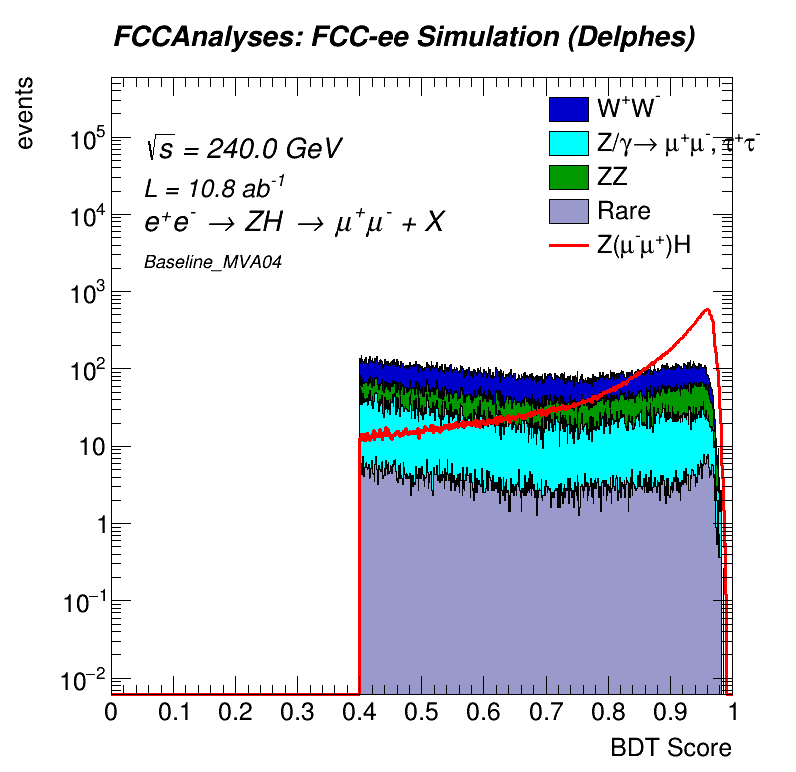 FCCAnalyses: FCC-ee Simulation (Delphes)
events
√s = 240.0 GeV
L = 10.8 ab⁻¹
e⁺e⁻ → ZH → μ⁺μ⁻ + X
Baseline_MVA04
W⁺W⁻
Z/γ→ μ⁺μ⁻, τ⁺τ⁻
ZZ
Rare
Z(μ⁻μ⁺)H
10⁵
10⁴
10³
10²
10
1
10⁻¹
10⁻²
0 0.1 0.2 0.3 0.4 0.5 0.6 0.7 0.8 0.9 1
BDT Score